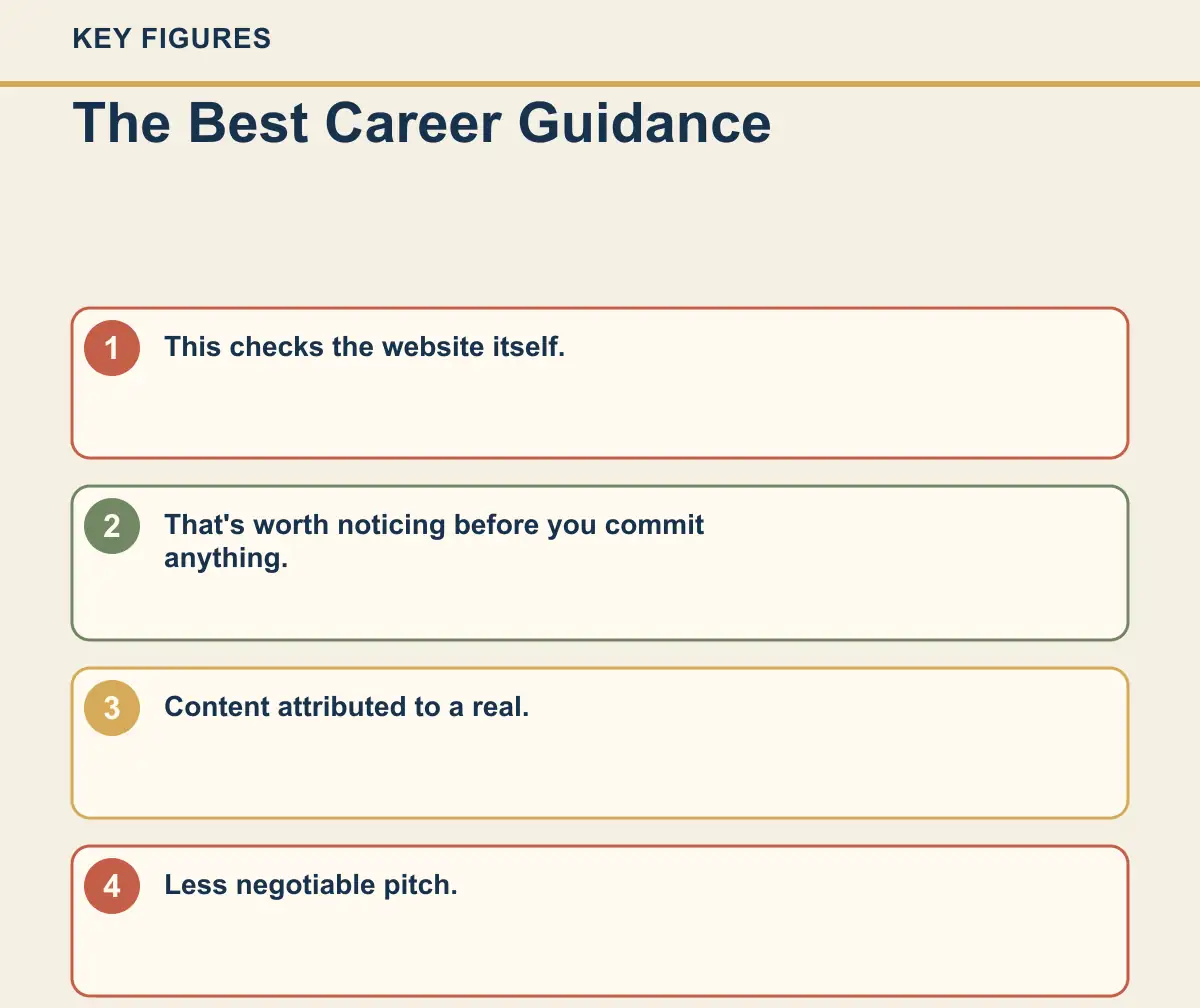 KEY FIGURES
The Best Career Guidance
1
This checks the website itself.
2
That's worth noticing before you commit
anything.
3
Content attributed to a real.
4
Less negotiable pitch.